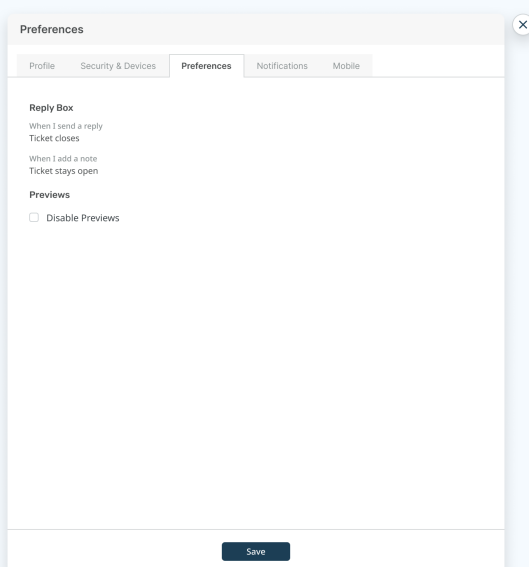 Preferences
Profile Security & Devices Preferences Notifications Mobile
Reply Box
When I send a reply
Ticket closes
When I add a note
Ticket stays open
Previews
Disable Previews
Save